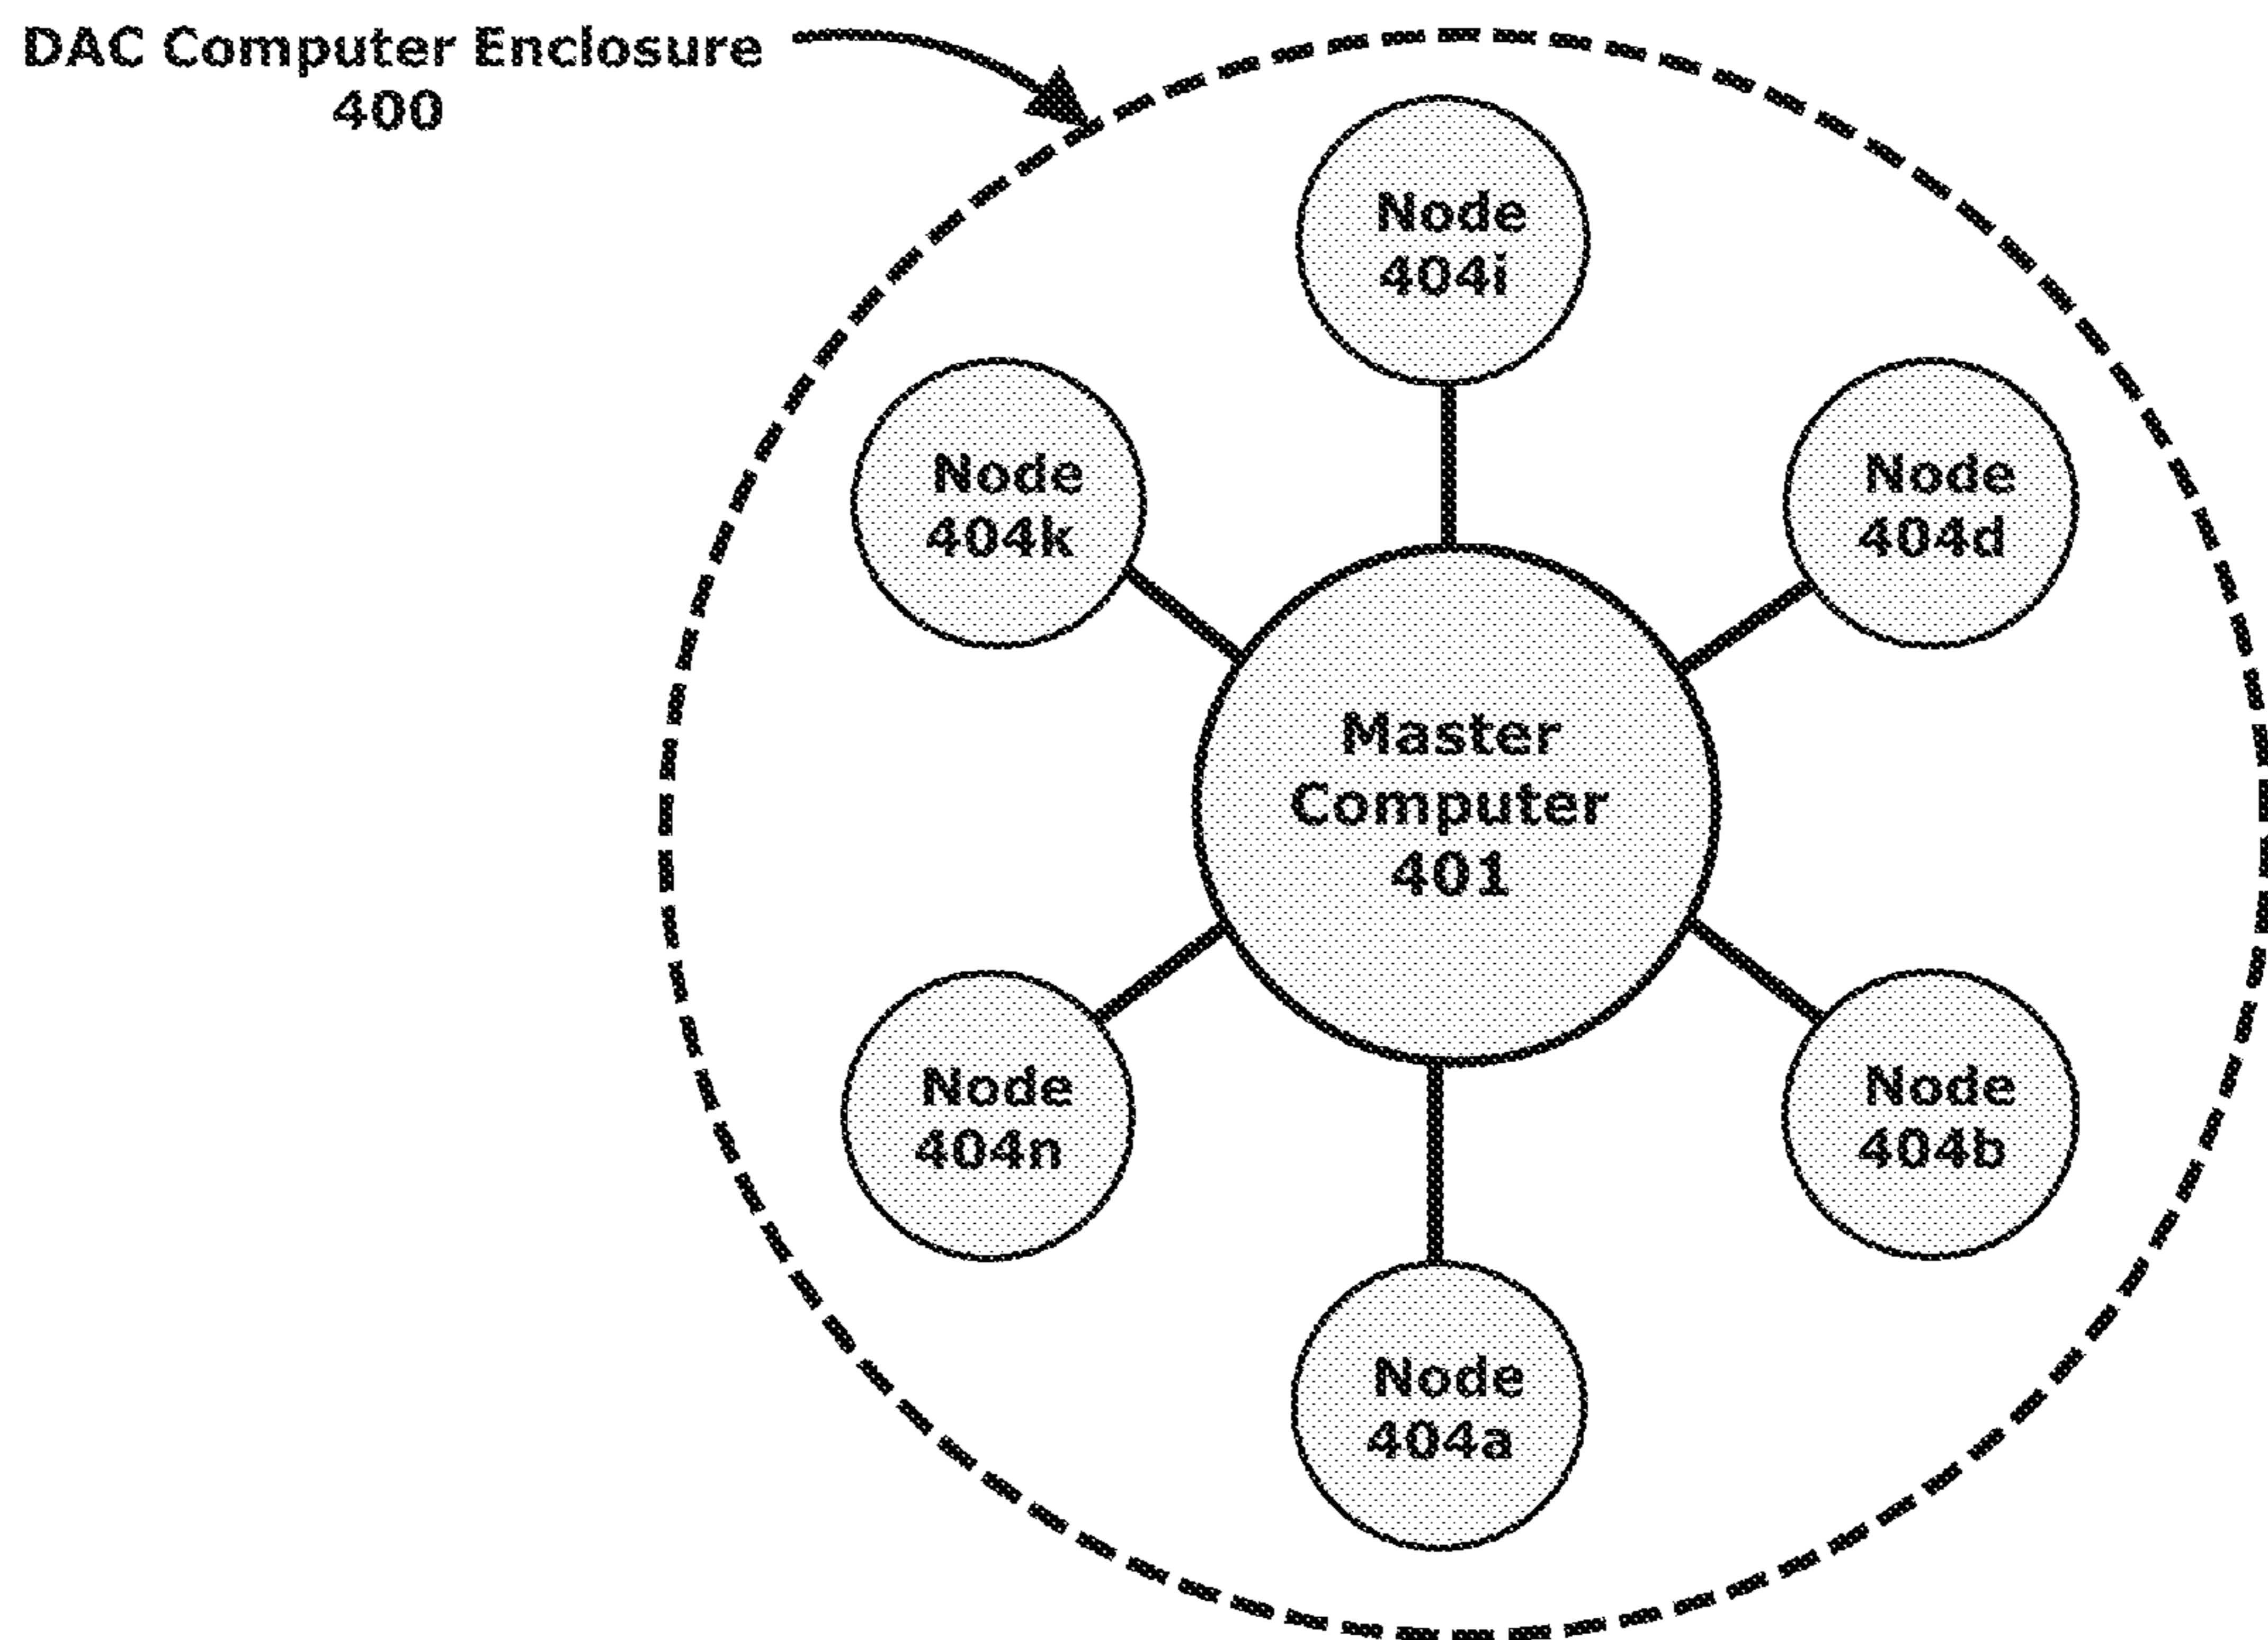 DAC Computer Enclosure
400
Node
404i
Node
404k
Node
404d
Master
Computer
401
Node
404n
Node
404b
Node
404a